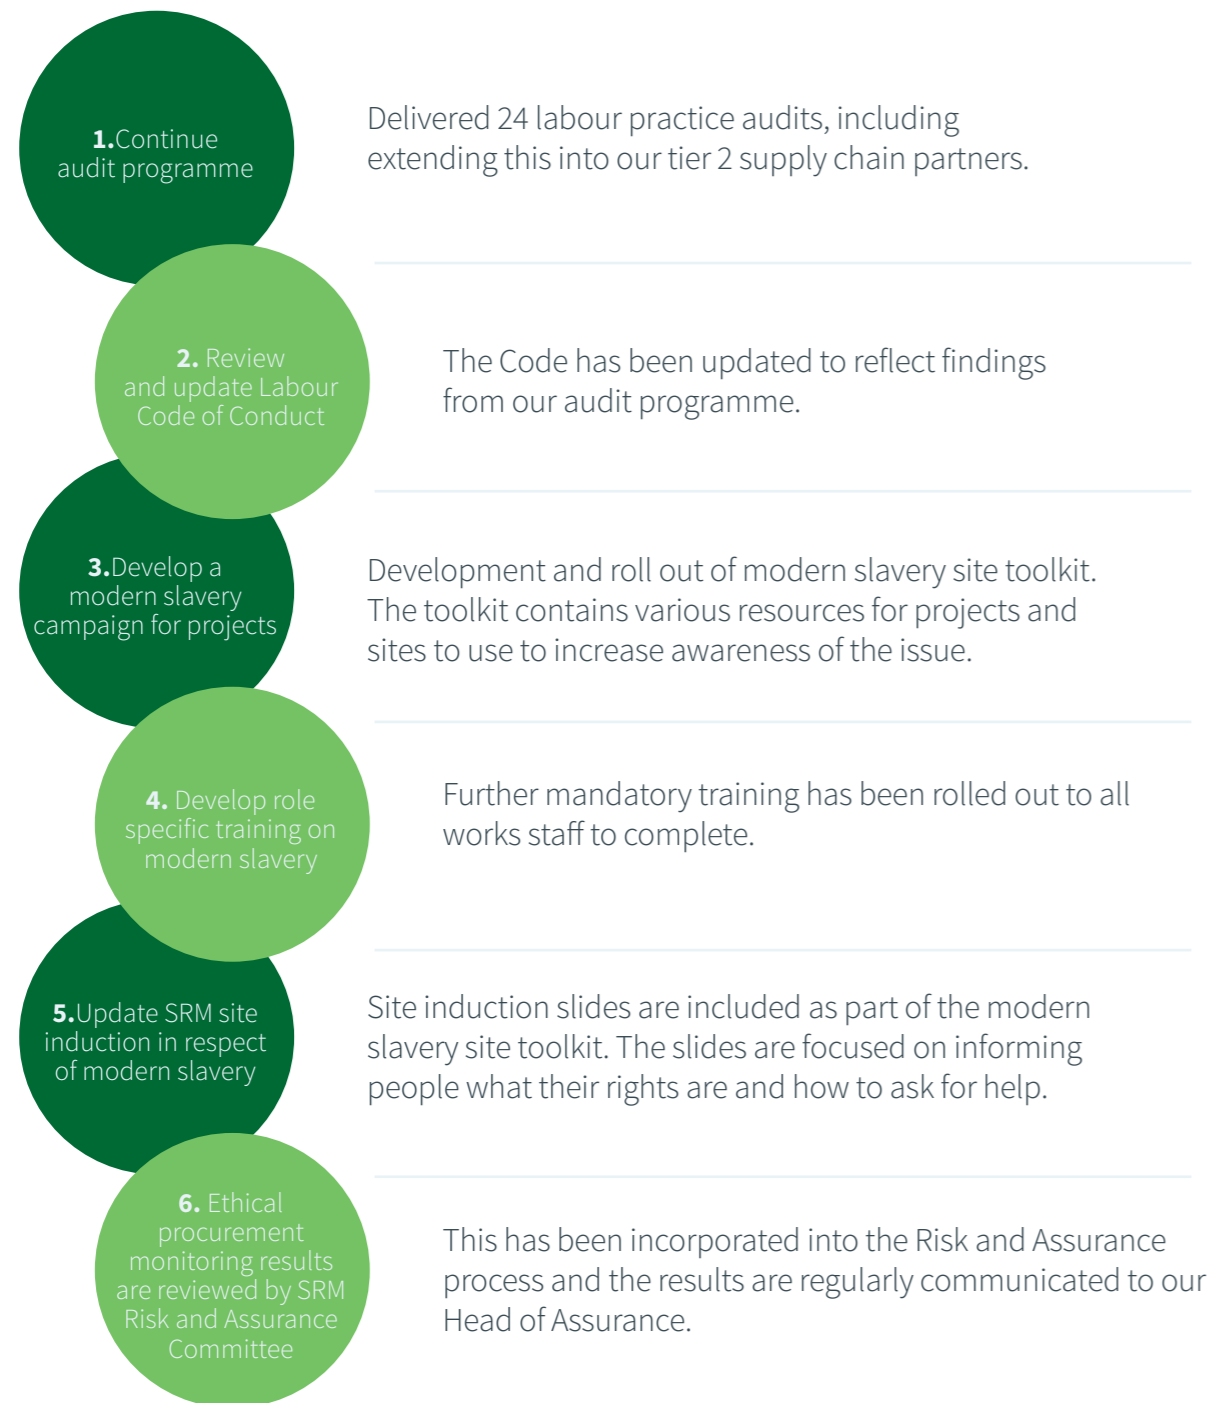 1.Continue
audit programme
Delivered 24 labour practice audits, including
extending this into our tier 2 supply chain partners.
2. Review
and update Labour
Code of Conduct
The Code has been updated to reflect findings
from our audit programme.
3.Develop a
modern slavery
campaign for projects
Development and roll out of modern slavery site toolkit.
The toolkit contains various resources for projects and
sites to use to increase awareness of the issue.
4. Develop role
specific training on
modern slavery
Further mandatory training has been rolled out to all
works staff to complete.
5.Update SRM site
induction in respect
of modern slavery
Site induction slides are included as part of the modern
slavery site toolkit. The slides are focused on informing
people what their rights are and how to ask for help.
6. Ethical
procurement
monitoring results
are reviewed by SRM
Risk and Assurance
Committee
This has been incorporated into the Risk and Assurance
process and the results are regularly communicated to our
Head of Assurance.